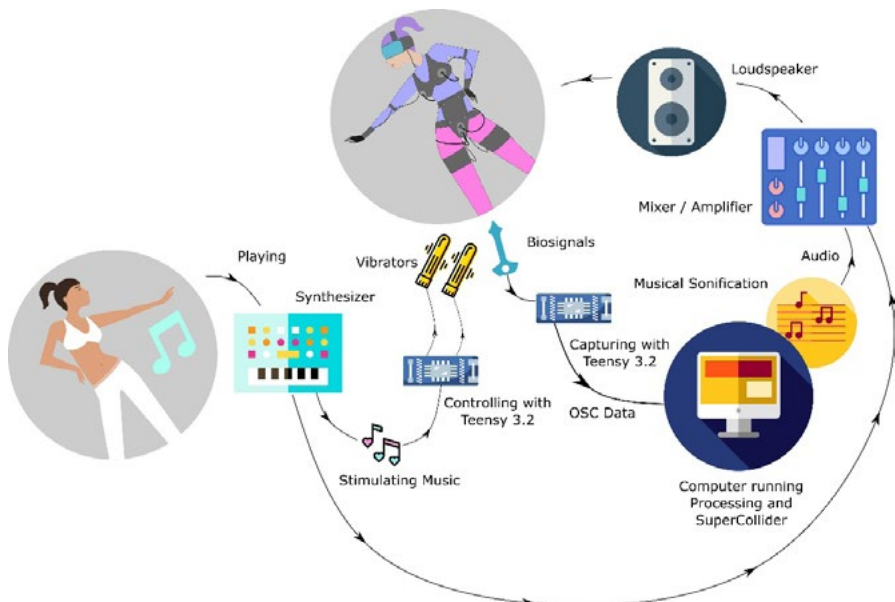 Loudspeaker
Mixer / Amplifier
Vibrators
Biosignals
Audio
Playing
Musical Sonification
Synthesizer
Capturing with
Teensy 3.2
Controlling with
Teensy 3.2
OSC Data
Stimulating Music
Computer running
Processing and
SuperCollider